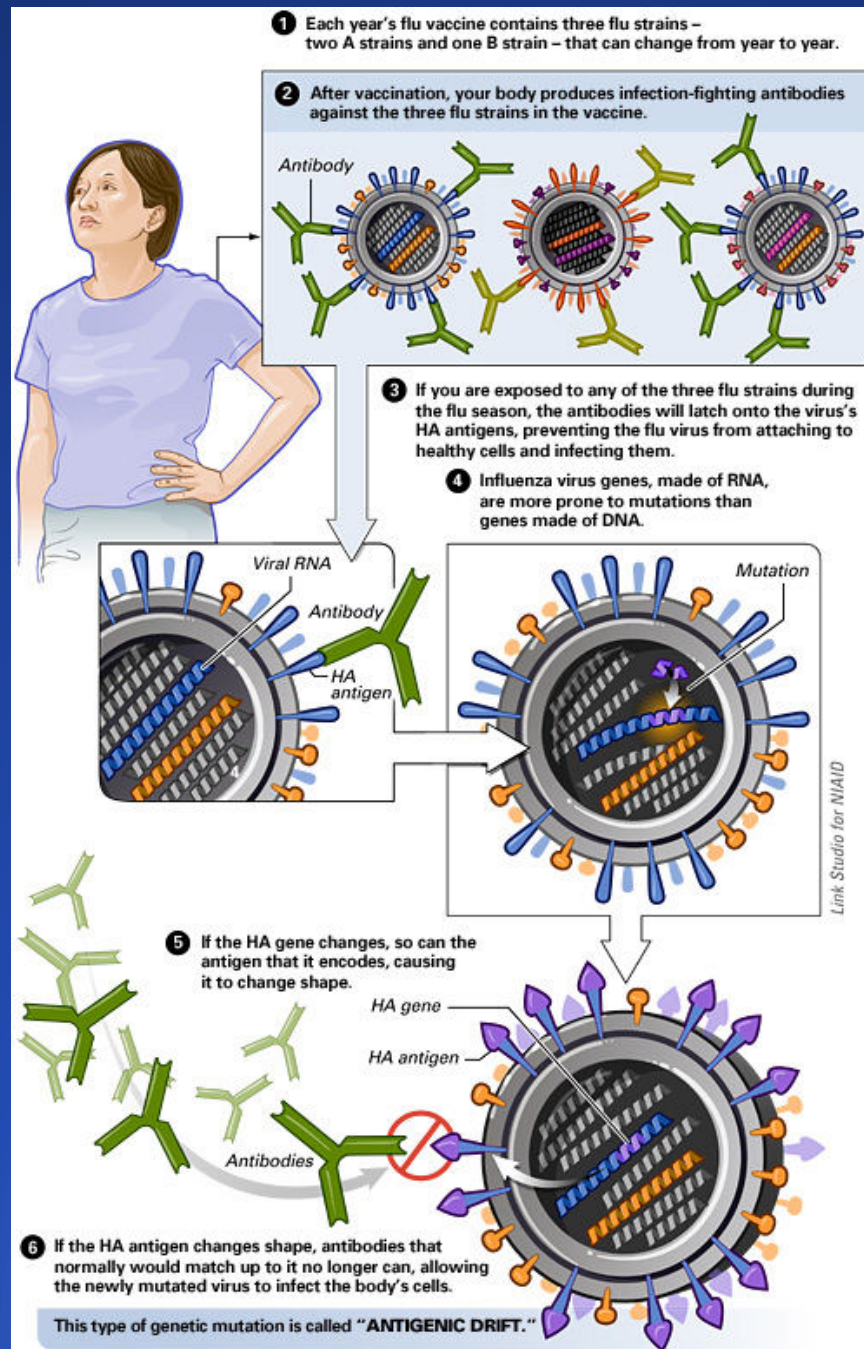 1 Each year's flu vaccine contains three flu strains –
two A strains and one B strain – that can change from year to year.
2 After vaccination, your body produces infection-fighting antibodies
against the three flu strains in the vaccine.
Antibody
3 If you are exposed to any of the three flu strains during
the flu season, the antibodies will latch onto the virus's
HA antigens, preventing the flu virus from attaching to
healthy cells and infecting them.
4 Influenza virus genes, made of RNA,
are more prone to mutations than
genes made of DNA.
Viral RNA
Antibody
HA
antigen
4
Mutation
Link Studio for NIAID
5 If the HA gene changes, so can the
antigen that it encodes, causing
it to change shape.
HA gene
HA antigen
Antibodies
6 If the HA antigen changes shape, antibodies that
normally would match up to it no longer can, allowing
the newly mutated virus to infect the body's cells.
This type of genetic mutation is called "ANTIGENIC DRIFT."